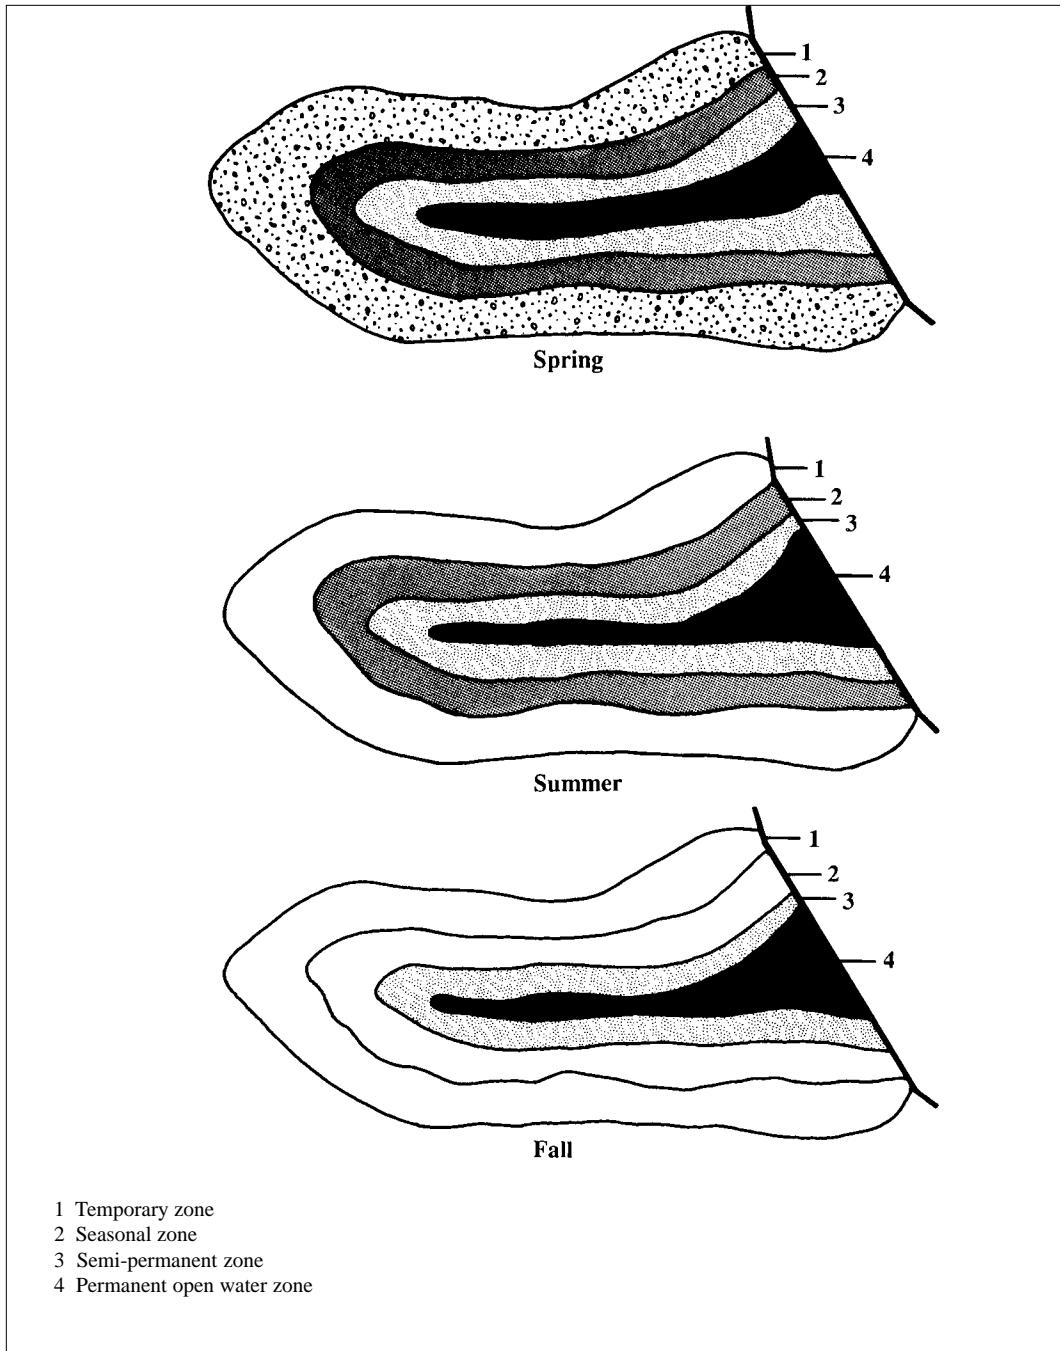 1
2
3
4
Spring
1
2
3
4
Summer
1
2
3
4
Fall
1 Temporary zone
2 Seasonal zone
3 Semi-permanent zone
4 Permanent open water zone